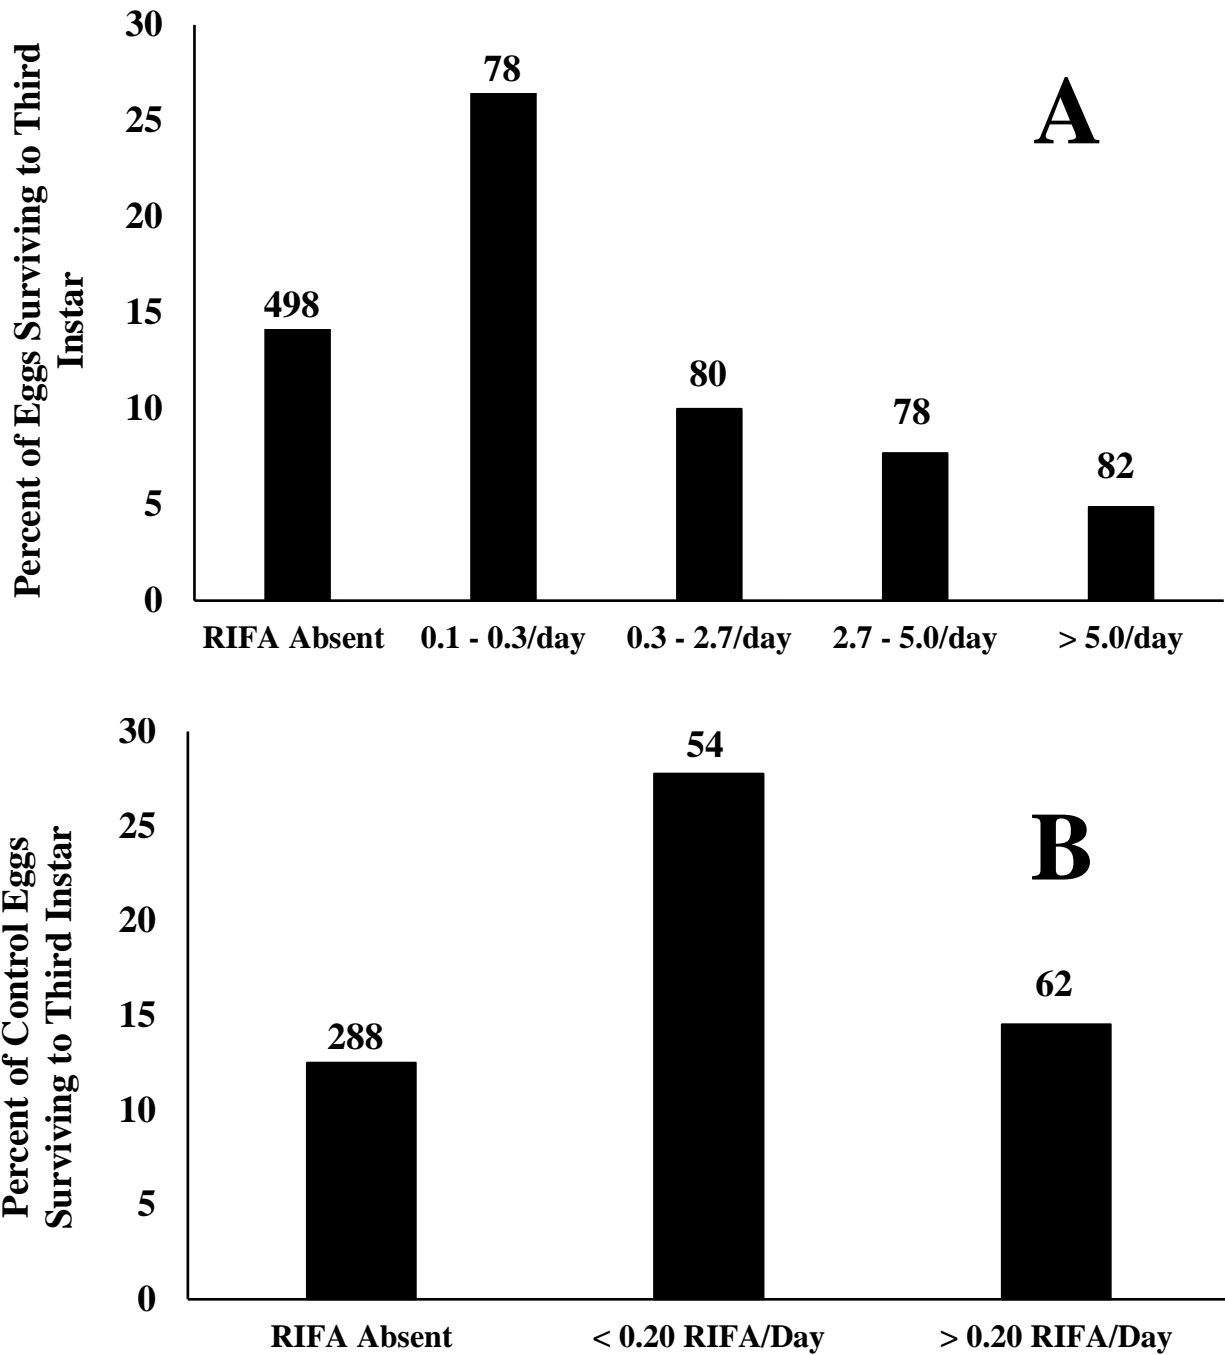 Percent of Eggs Surviving to Third
Instar
30
25
20
15
10
5
0
498
78
80
78
82
A
RIFA Absent
0.1 - 0.3/day
0.3 - 2.7/day
2.7 - 5.0/day
> 5.0/day
Percent of Control Eggs
Surviving to Third Instar
30
25
20
15
10
5
0
288
54
62
B
RIFA Absent
< 0.20 RIFA/Day
> 0.20 RIFA/Day